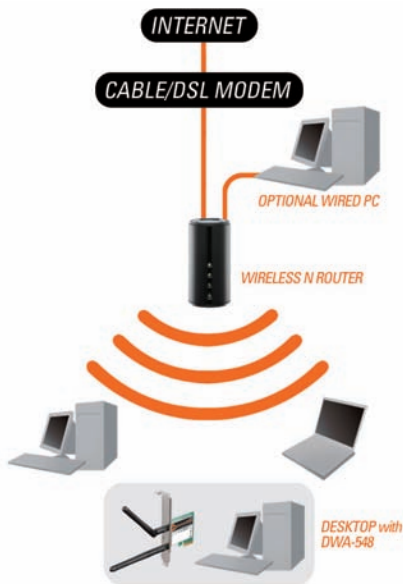 INTERNET
CABLE/DSL MODEM
OPTIONAL WIRED PC
WIRELESS N ROUTER
DESKTOP with
DWA-548